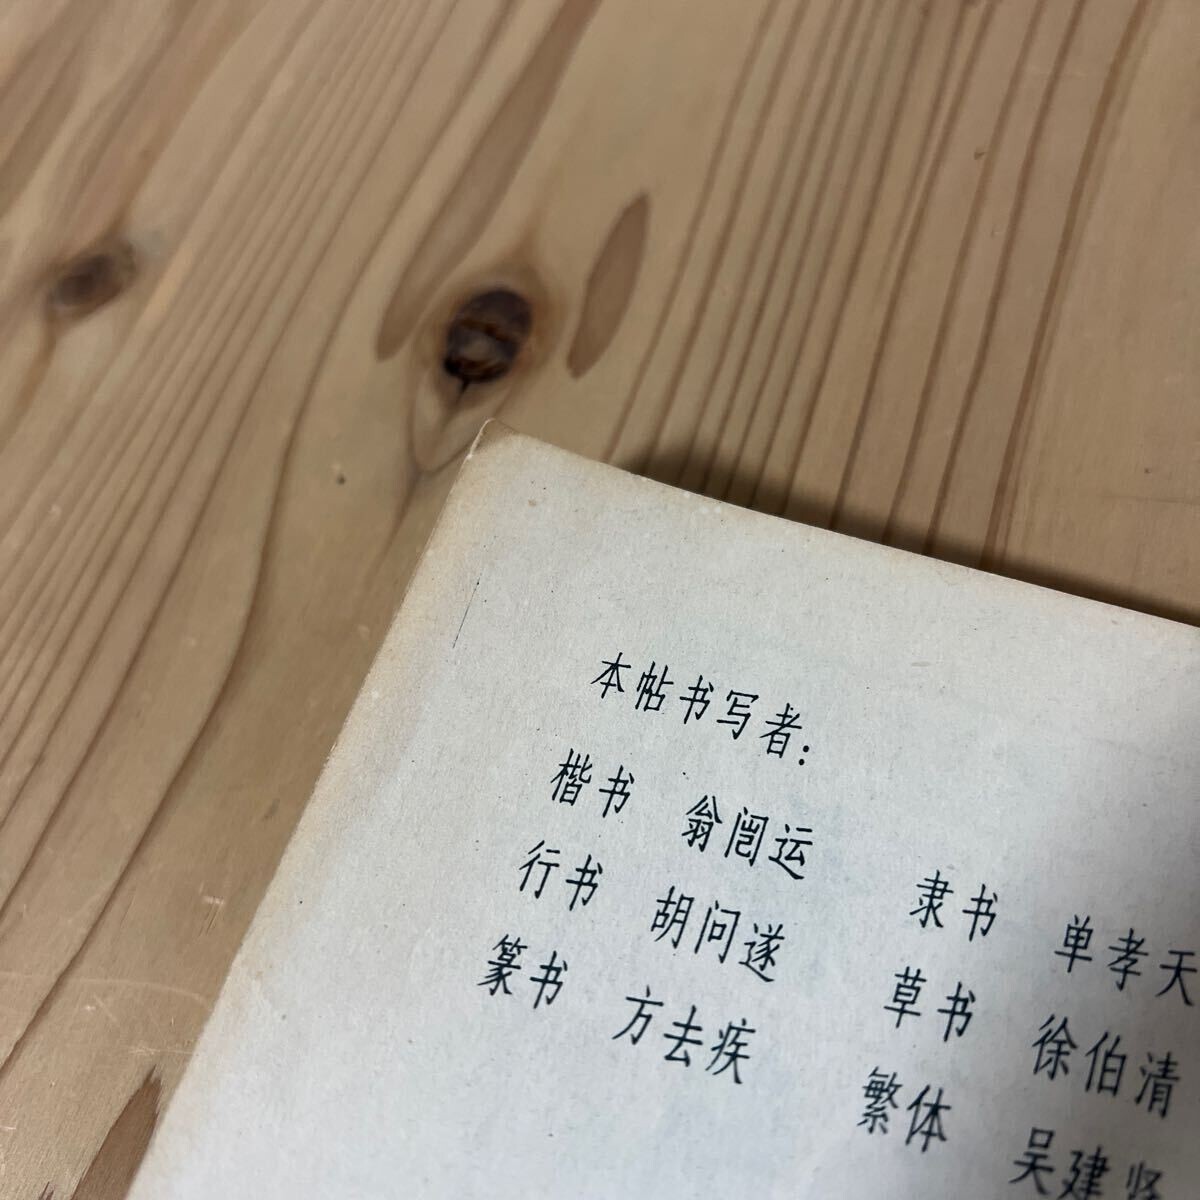 本帖书写者:
楷书 翁闿运 隶书 单孝天
行书 胡问遂 草书 徐伯清
篆书 方去疾 繁体 吴建贤